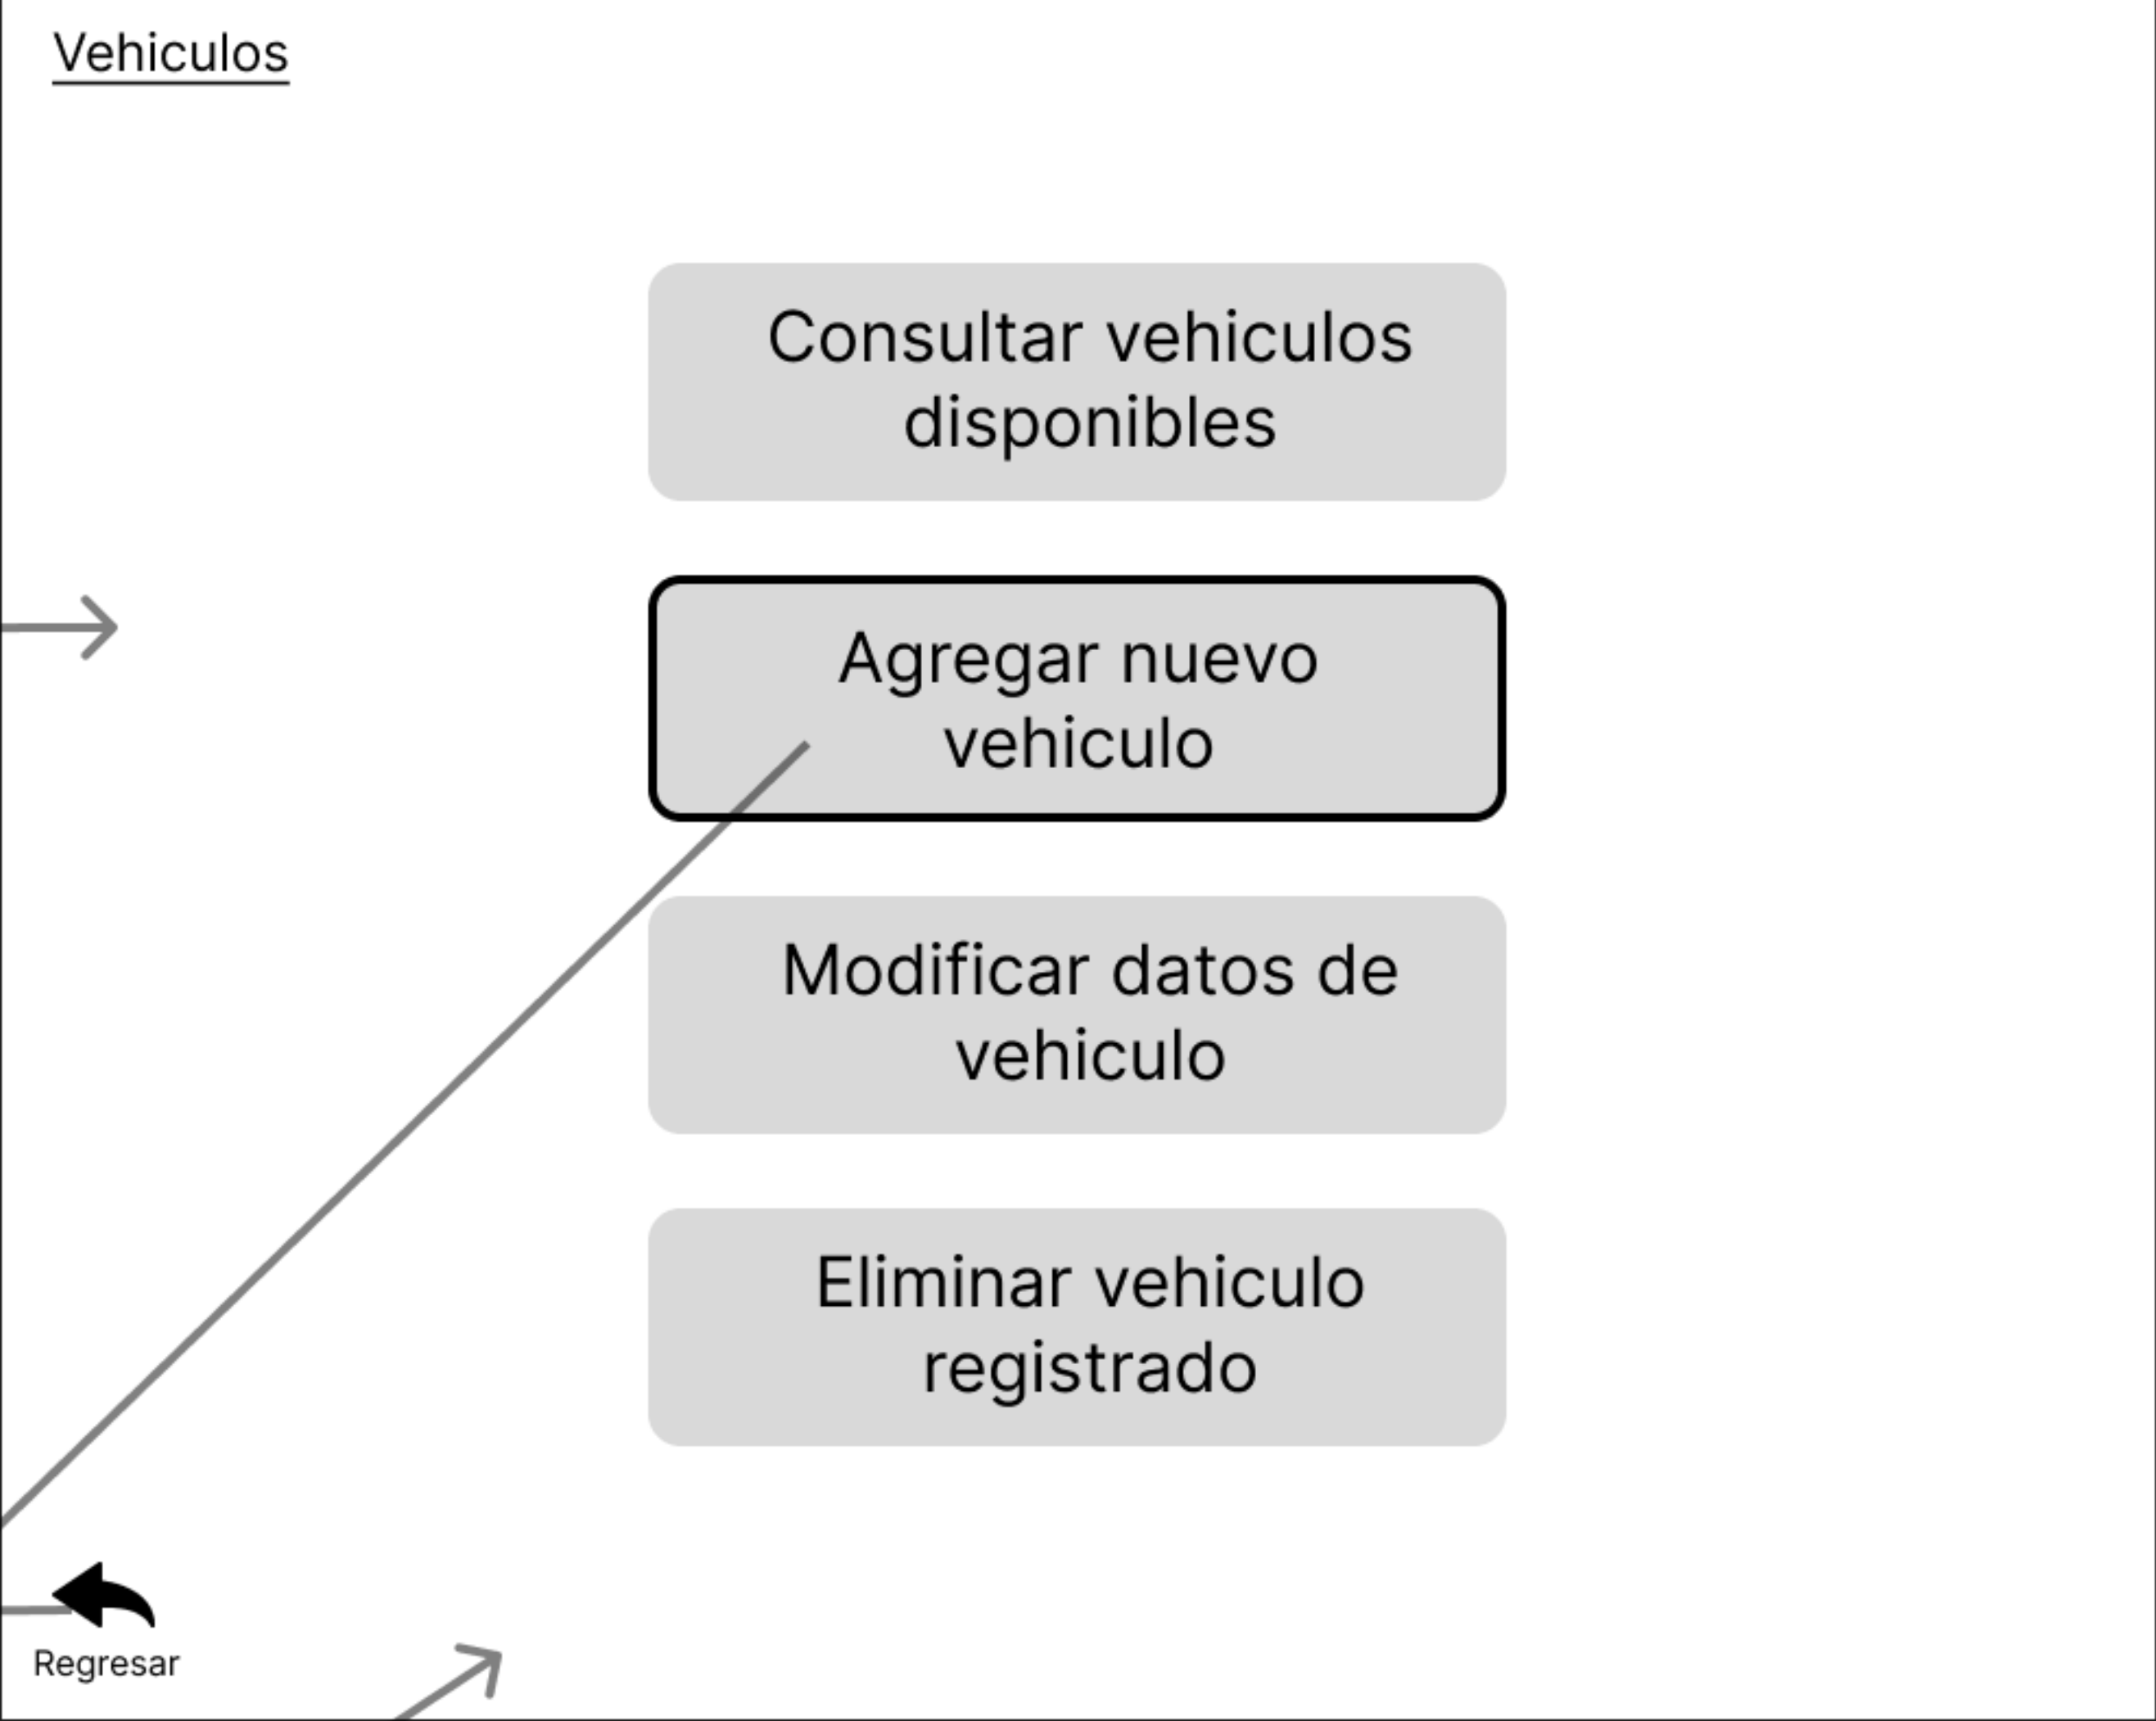 Vehiculos
Consultar vehiculos
disponibles
Agregar nuevo
vehiculo
Modificar datos de
vehiculo
Eliminar vehiculo
registrado
Regresar